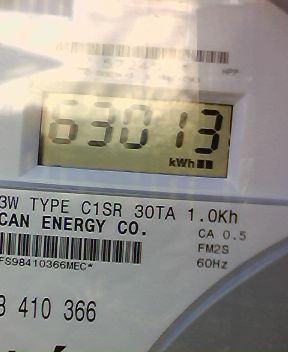 63013
kWh
3W TYPE C1SR 30TA 1.0Kh
CAN ENERGY CO.
CA 0.5
FM2S
60Hz
FS98410366MEC*
410 366